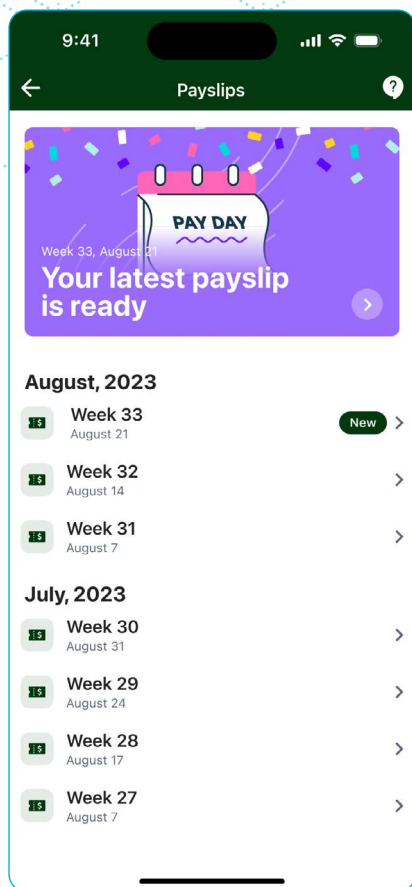 9:41
Payslips
PAY DAY
Week 33, August 21
Your latest payslip
is ready
August, 2023
Week 33
August 21
New
Week 32
August 14
Week 31
August 7
July, 2023
Week 30
August 31
Week 29
August 24
Week 28
August 17
Week 27
August 7